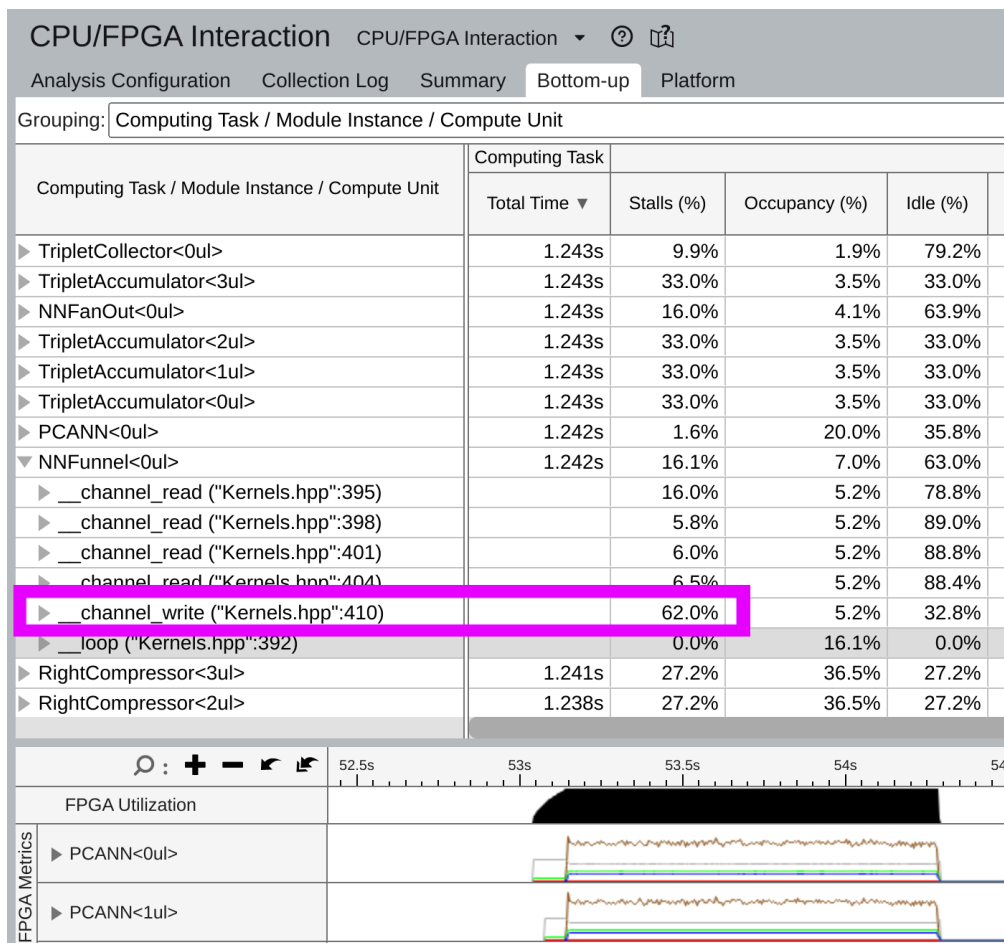 CPU/FPGA Interaction CPU/FPGA Interaction
Analysis Configuration Collection Log Summary Bottom-up Platform
Grouping: Computing Task / Module Instance / Compute Unit
Computing Task / Module Instance / Compute Unit Computing Task
Total Time ▼ Stalls (%) Occupancy (%) Idle (%)
TripletCollector<0ul> 1.243s 9.9% 1.9% 79.2%
TripletAccumulator<3ul> 1.243s 33.0% 3.5% 33.0%
NNFanOut<0ul> 1.243s 16.0% 4.1% 63.9%
TripletAccumulator<2ul> 1.243s 33.0% 3.5% 33.0%
TripletAccumulator<1ul> 1.243s 33.0% 3.5% 33.0%
TripletAccumulator<0ul> 1.243s 33.0% 3.5% 33.0%
PCANN<0ul> 1.242s 1.6% 20.0% 35.8%
NNFunnel<0ul> 1.242s 16.1% 7.0% 63.0%
__channel_read ("Kernels.hpp":395) 16.0% 5.2% 78.8%
__channel_read ("Kernels.hpp":398) 5.8% 5.2% 89.0%
__channel_read ("Kernels.hpp":401) 6.0% 5.2% 88.8%
__channel_read ("Kernels.hpp":404) 6.5% 5.2% 88.4%
__channel_write ("Kernels.hpp":410) 62.0% 5.2% 32.8%
__loop ("Kernels.hpp":392) 0.0% 16.1% 0.0%
RightCompressor<3ul> 1.241s 27.2% 36.5% 27.2%
RightCompressor<2ul> 1.238s 27.2% 36.5% 27.2%
52.5s 53s 53.5s 54s 54
FPGA Utilization
FPGA Metrics
PCANN<0ul>
PCANN<1ul>